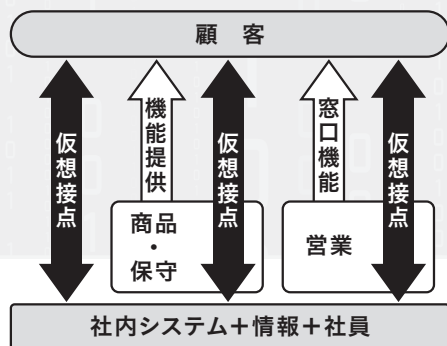 顧 客
仮想接点
機能提供
仮想接点
窓口機能
仮想接点
商品
・
保守
営業
社内システム＋情報＋社員